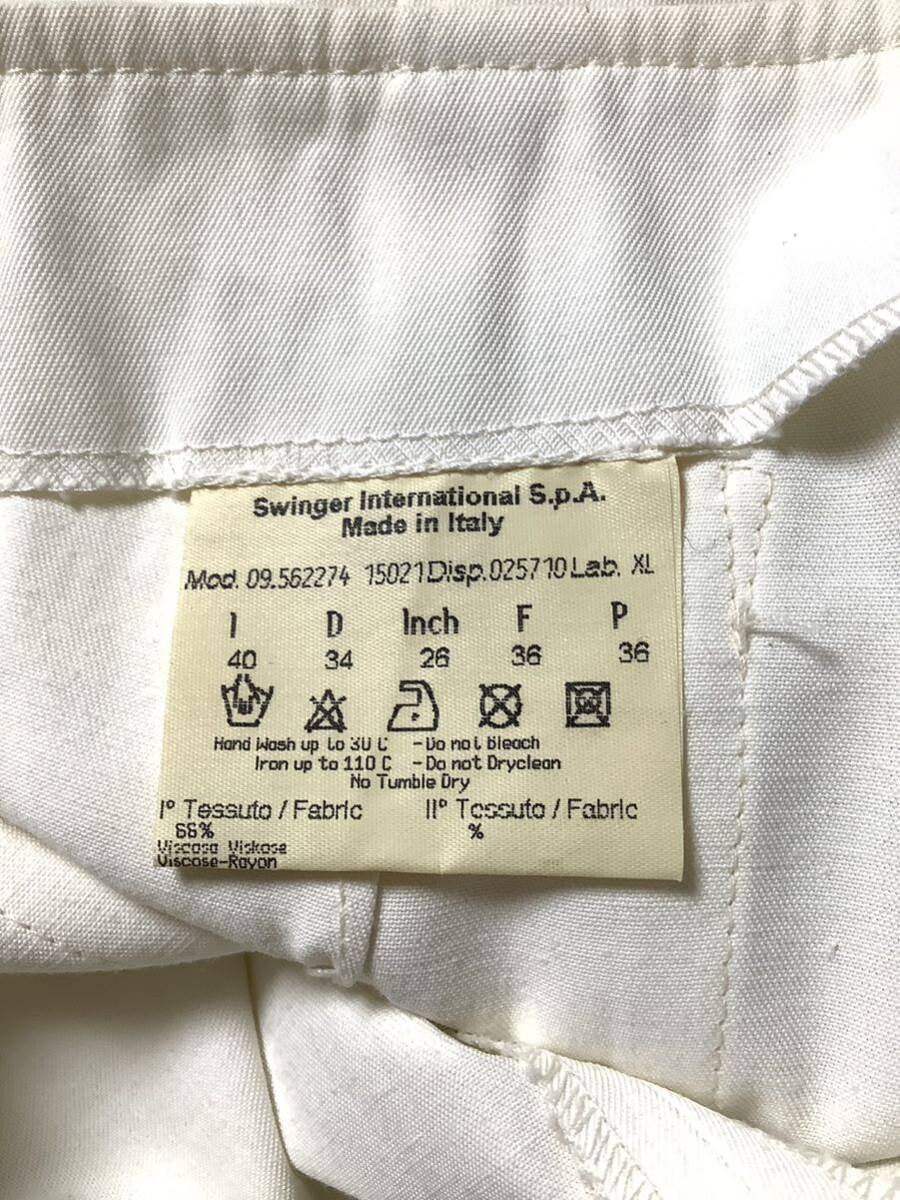 Swinger International S.p.A.
Made in Italy
Mod. 09.562274 15021 Disp.025710 Lab. XL
I D Inch F P
40 34 26 36 36
Hand Wash up to 30 C - Do not Bleach
Iron up to 110 C - Do not Dryclean
No Tumble Dry
I° Tessuto / Fabric II° Tessuto / Fabric
66% %
Viscosa Viskose
Viscose-Rayon